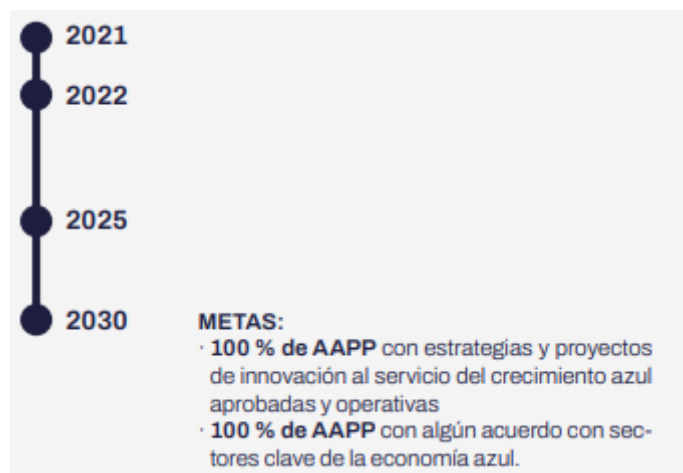 2021
2022
2025
2030 METAS:
· 100 % de AAPP con estrategias y proyectos
de innovación al servicio del crecimiento azul
aprobadas y operativas
· 100 % de AAPP con algún acuerdo con sec-
tores clave de la economía azul.